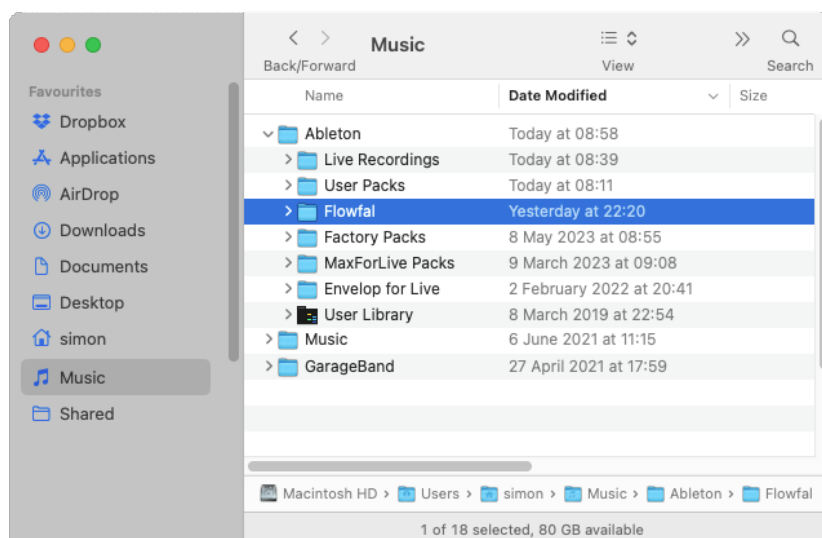 Music
Back/Forward
View
Search
Favourites
Dropbox
Applications
AirDrop
Downloads
Documents
Desktop
simon
Music
Shared
Name Date Modified Size
Ableton Today at 08:58
Live Recordings Today at 08:39
User Packs Today at 08:11
Flowfal Yesterday at 22:20
Factory Packs 8 May 2023 at 08:55
MaxForLive Packs 9 March 2023 at 09:08
Envelop for Live 2 February 2022 at 20:41
User Library 8 March 2019 at 22:54
Music 6 June 2021 at 11:15
GarageBand 27 April 2021 at 17:59
Macintosh HD › Users › simon › Music › Ableton › Flowfal
1 of 18 selected, 80 GB available